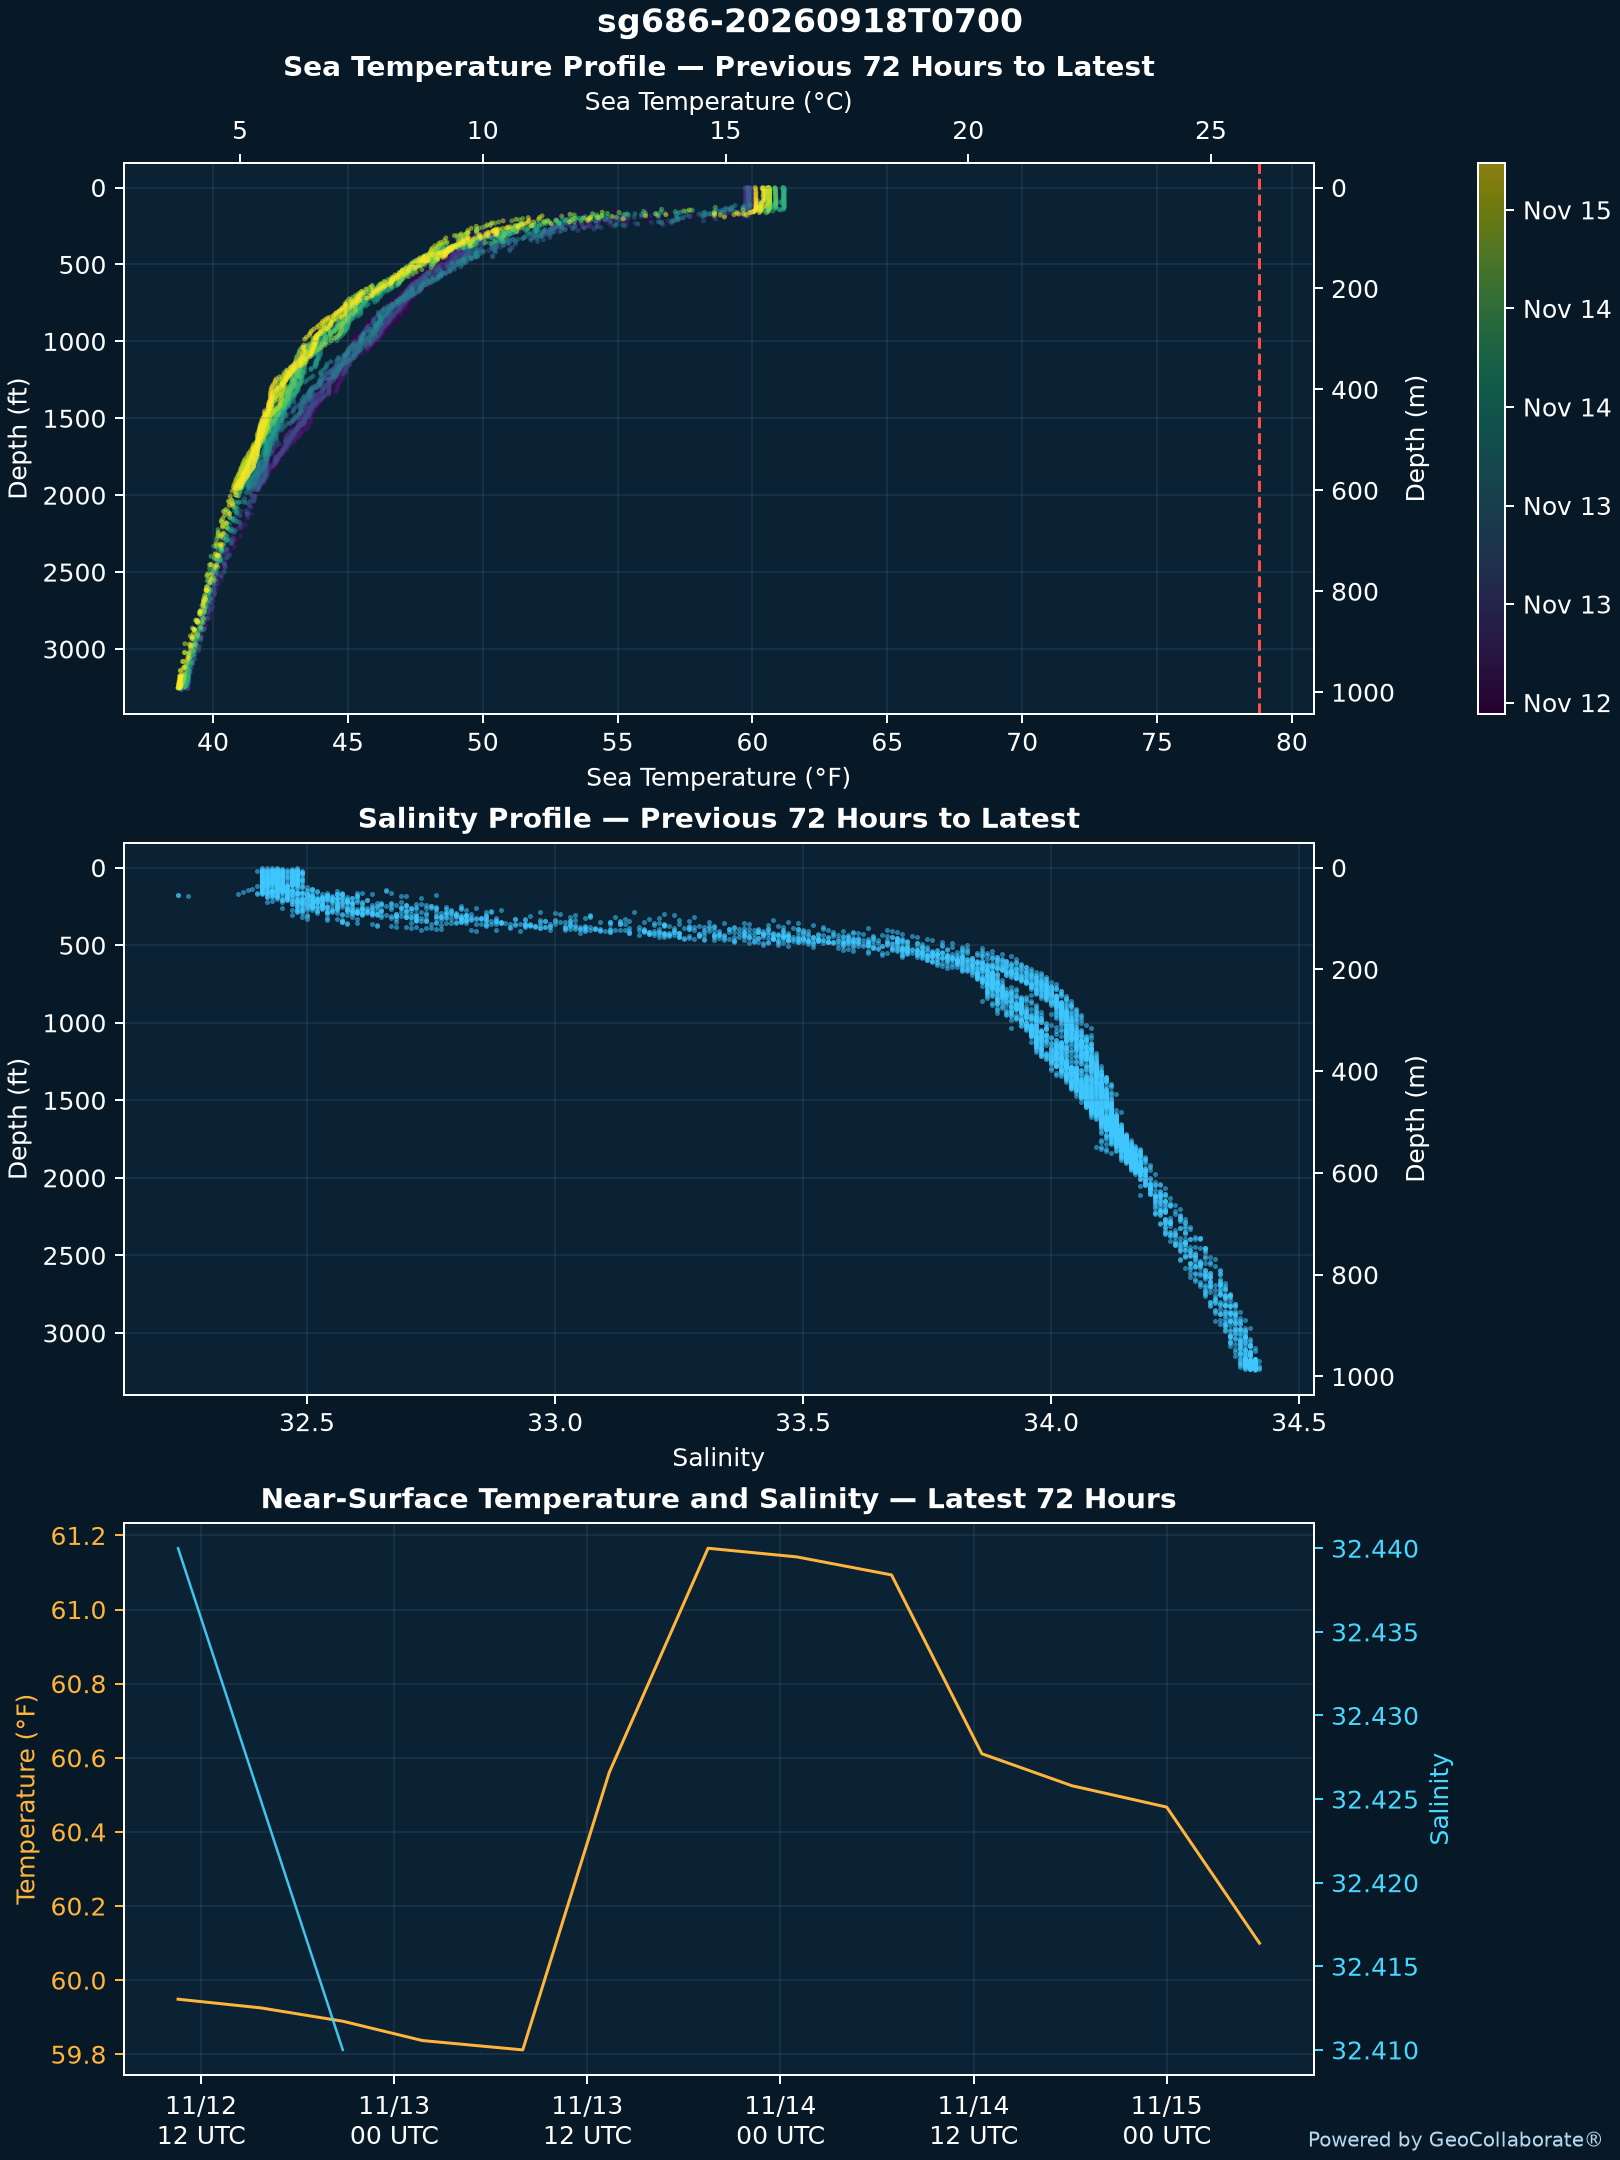 sg686-20260918T0700
Sea Temperature Profile — Previous 72 Hours to Latest
Sea Temperature (°C)
5 10 15 20 25
0 500 1000 1500 2000 2500 3000
Depth (ft)
0 200 400 600 800 1000
Depth (m)
Nov 15
Nov 14
Nov 14
Nov 13
Nov 13
Nov 12
40 45 50 55 60 65 70 75 80
Sea Temperature (°F)
Salinity Profile — Previous 72 Hours to Latest
0 500 1000 1500 2000 2500 3000
Depth (ft)
0 200 400 600 800 1000
Depth (m)
32.5 33.0 33.5 34.0 34.5
Salinity
Near-Surface Temperature and Salinity — Latest 72 Hours
61.2 61.0 60.8 60.6 60.4 60.2 60.0 59.8
Temperature (°F)
32.440 32.435 32.430 32.425 32.420 32.415 32.410
Salinity
11/12 11/13 11/13 11/14 11/14 11/15
12 UTC 00 UTC 12 UTC 00 UTC 12 UTC 00 UTC
Powered by GeoCollaborate®